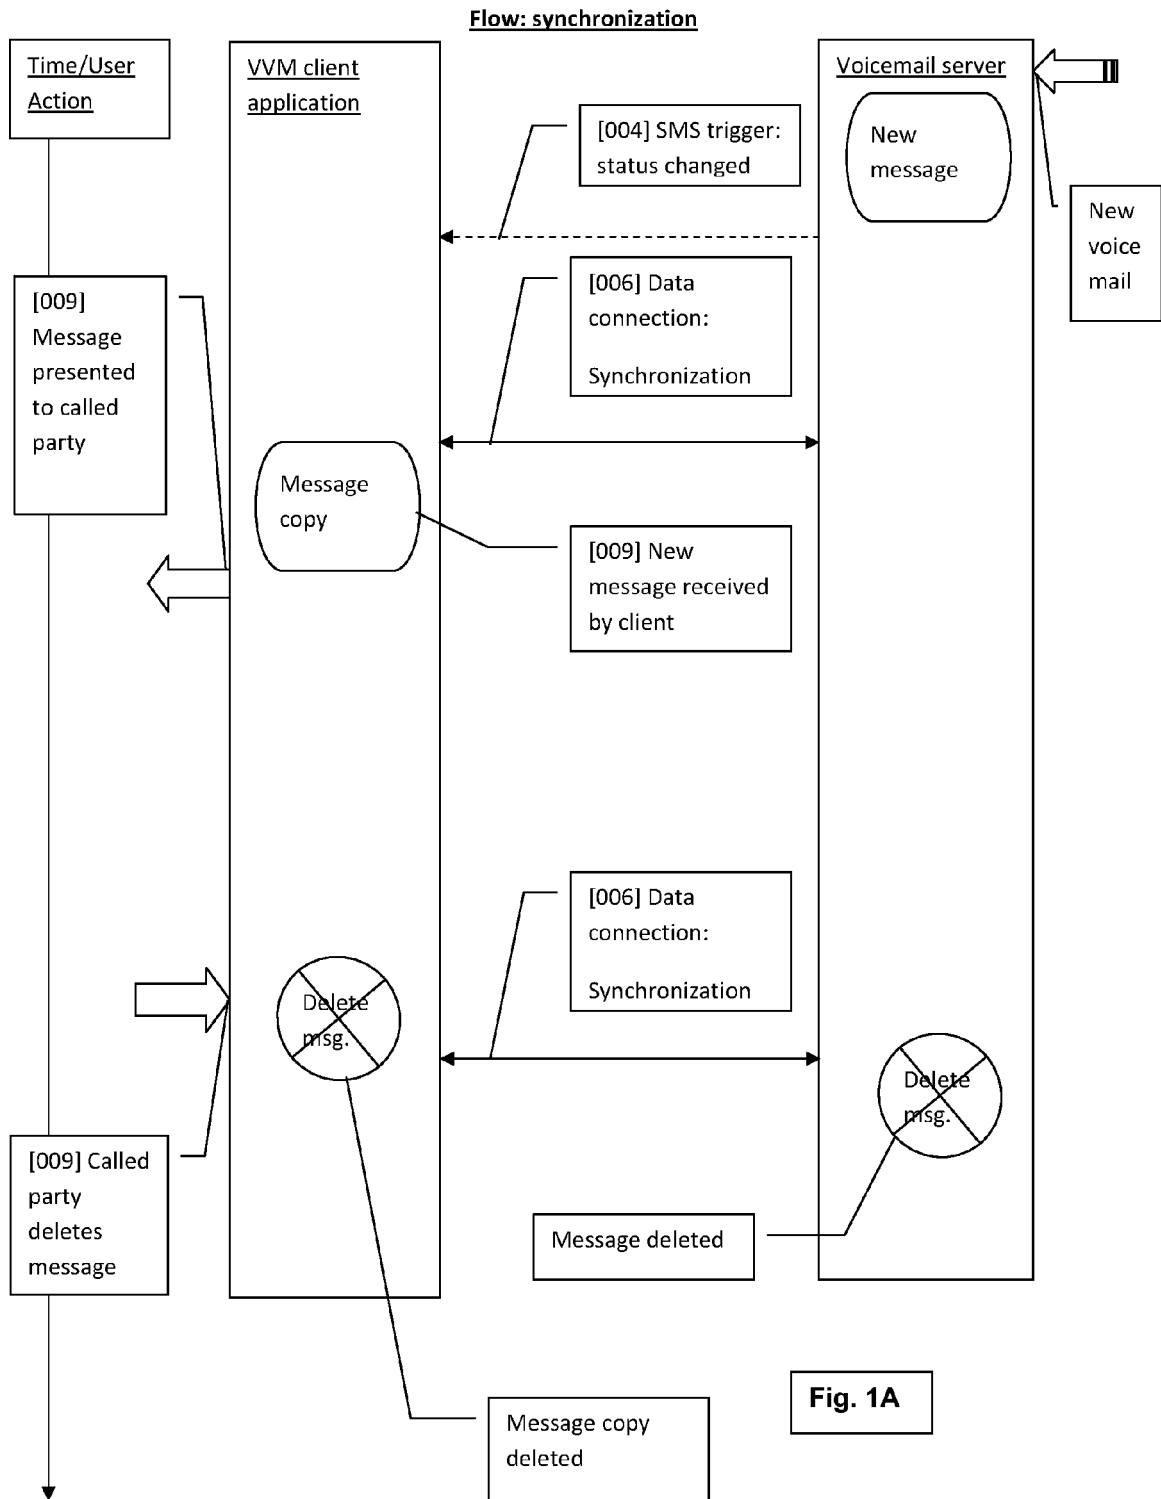 Flow: synchronization
Time/User
Action
VVM client
application
Voicemail server
[004] SMS trigger:
status changed
New
message
New
voice
mail
[009]
Message
presented
to called
party
[006] Data
connection:
Synchronization
Message
copy
[009] New
message received
by client
[006] Data
connection:
Synchronization
Delete
msg.
Delete
msg.
[009] Called
party
deletes
message
Message deleted
Fig. 1A
Message copy
deleted